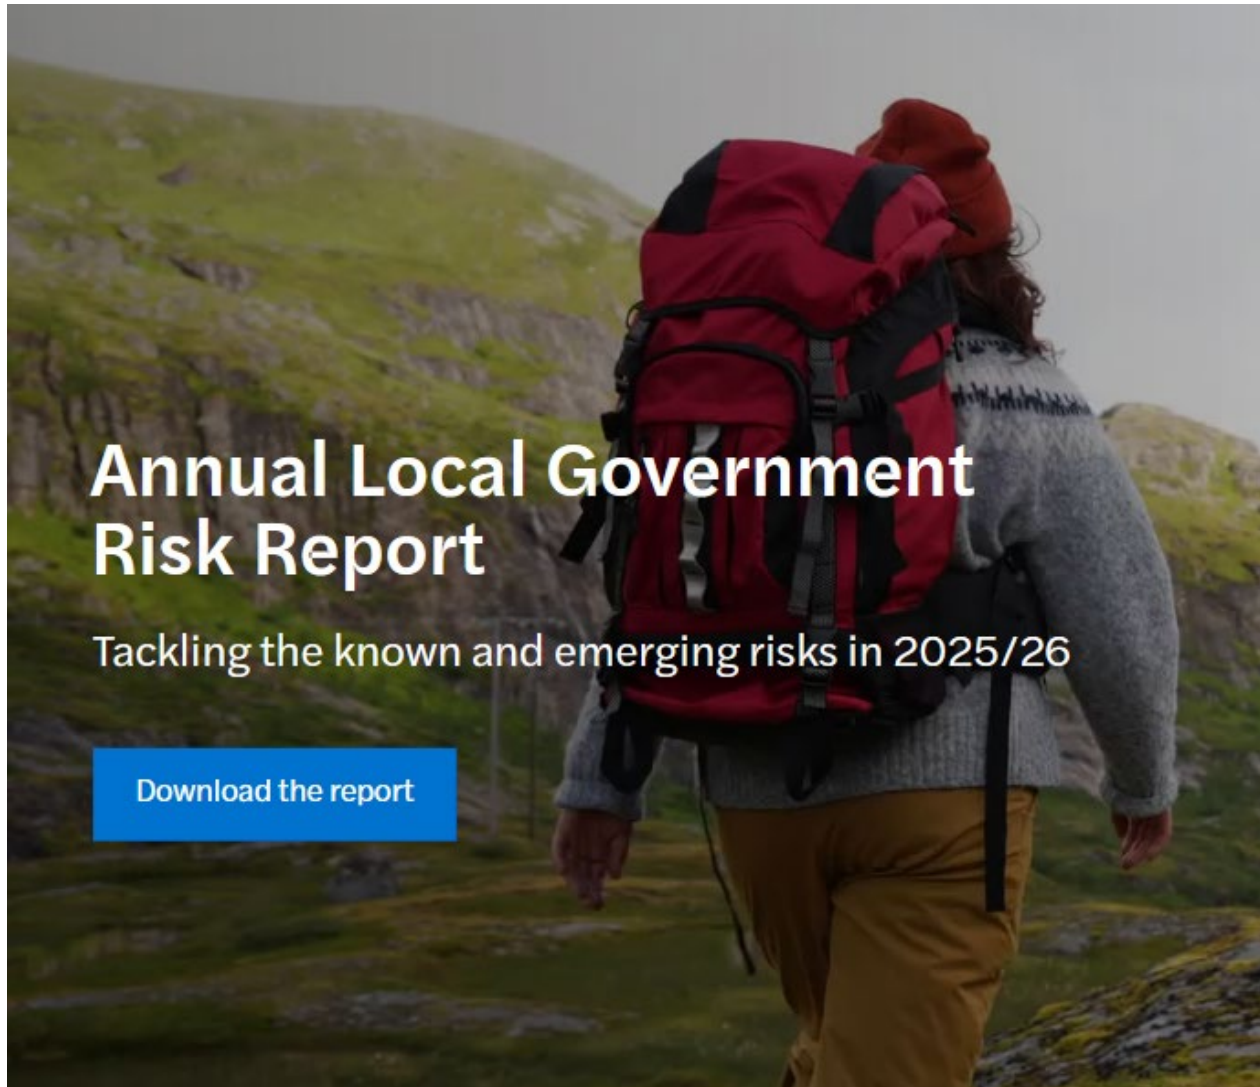 Annual Local Government
Risk Report
Tackling the known and emerging risks in 2025/26
Download the report